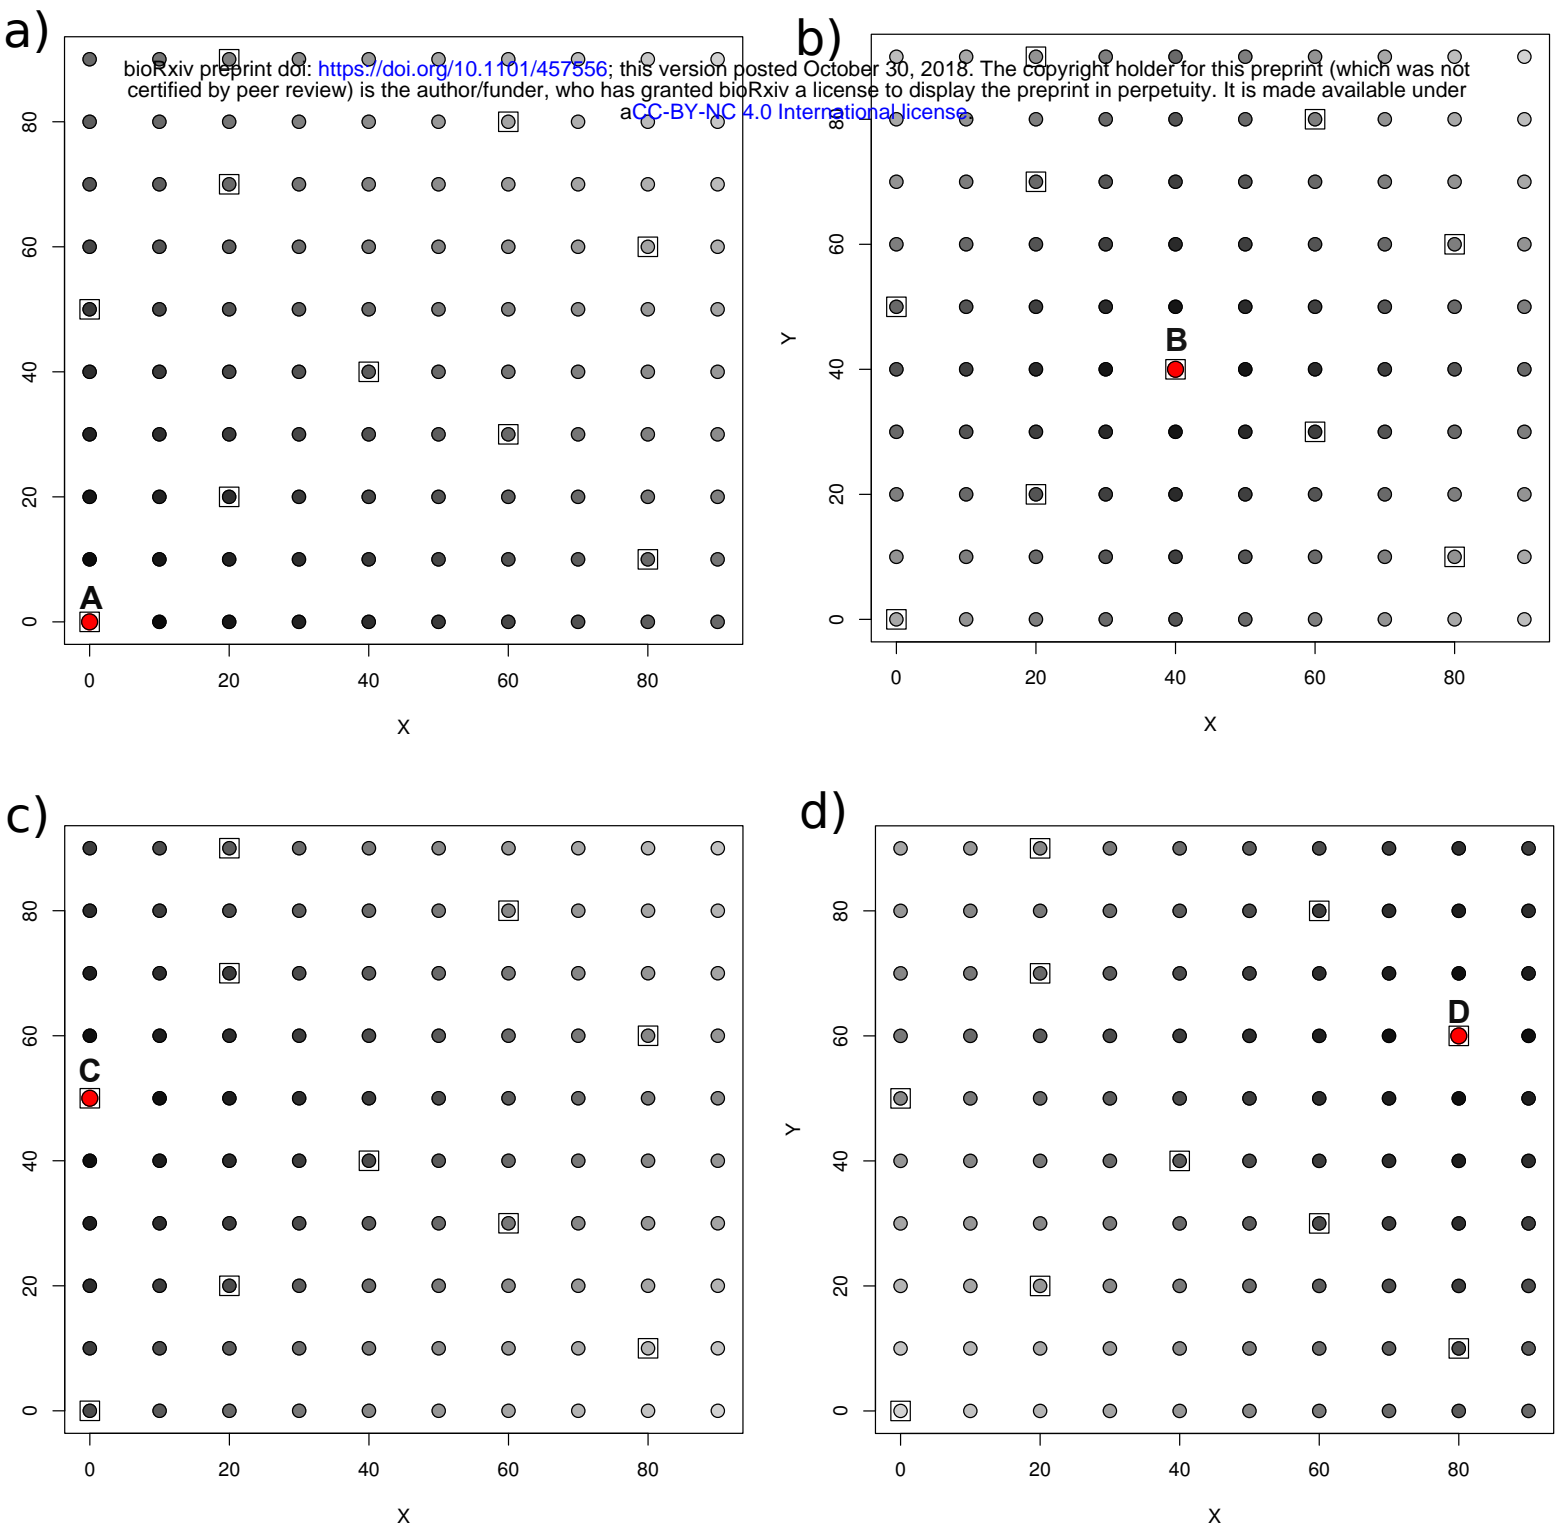 a)
b)
bioRxiv preprint doi: https://doi.org/10.1101/457556; this version posted October 30, 2018. The copyright holder for this preprint (which was not
certified by peer review) is the author/funder, who has granted bioRxiv a license to display the preprint in perpetuity. It is made available under
aCC-BY-NC 4.0 International license.
80
60
40
20
0
A
0 20 40 60 80
X
Y
80
60
40
20
0
B
0 20 40 60 80
X
c)
80
60
40
20
0
C
0 20 40 60 80
X
d)
Y
80
60
40
20
0
D
0 20 40 60 80
X